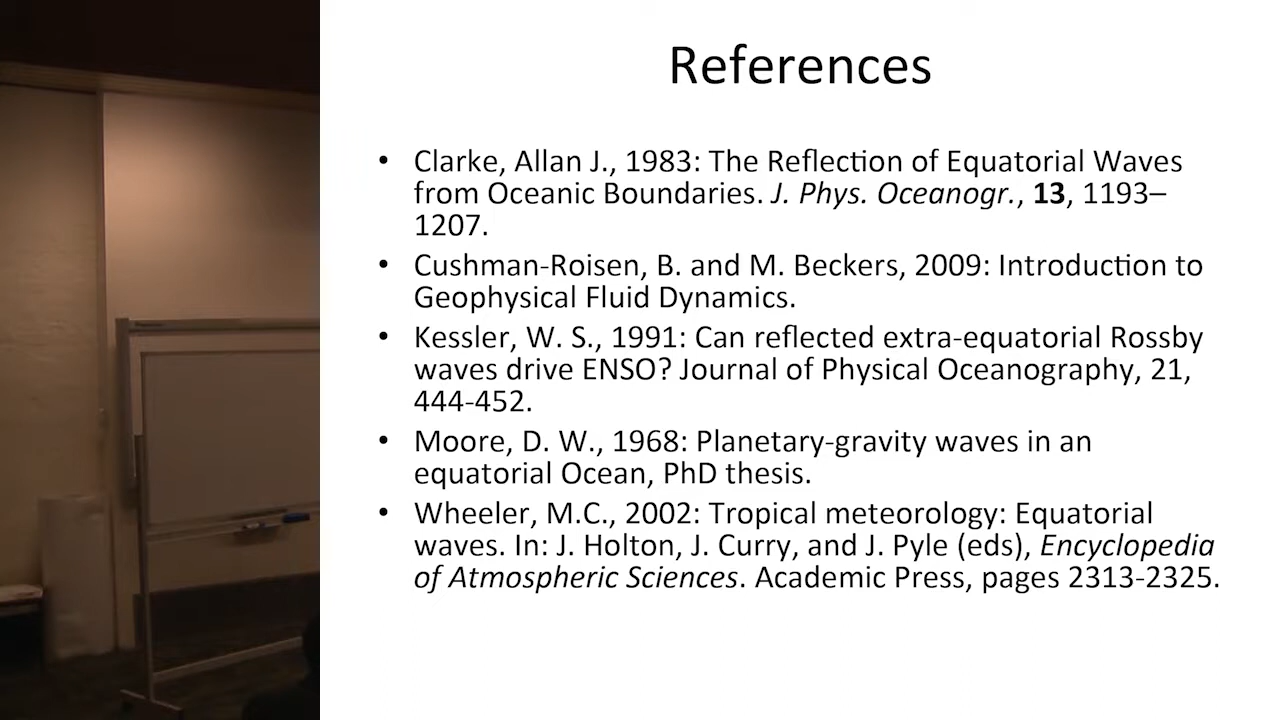 References
• Clarke, Allan J., 1983: The Reflection of Equatorial Waves
from Oceanic Boundaries. J. Phys. Oceanogr., 13, 1193–
1207.
• Cushman-Roisen, B. and M. Beckers, 2009: Introduction to
Geophysical Fluid Dynamics.
• Kessler, W. S., 1991: Can reflected extra-equatorial Rossby
waves drive ENSO? Journal of Physical Oceanography, 21,
444-452.
• Moore, D. W., 1968: Planetary-gravity waves in an
equatorial Ocean, PhD thesis.
• Wheeler, M.C., 2002: Tropical meteorology: Equatorial
waves. In: J. Holton, J. Curry, and J. Pyle (eds), Encyclopedia
of Atmospheric Sciences. Academic Press, pages 2313-2325.